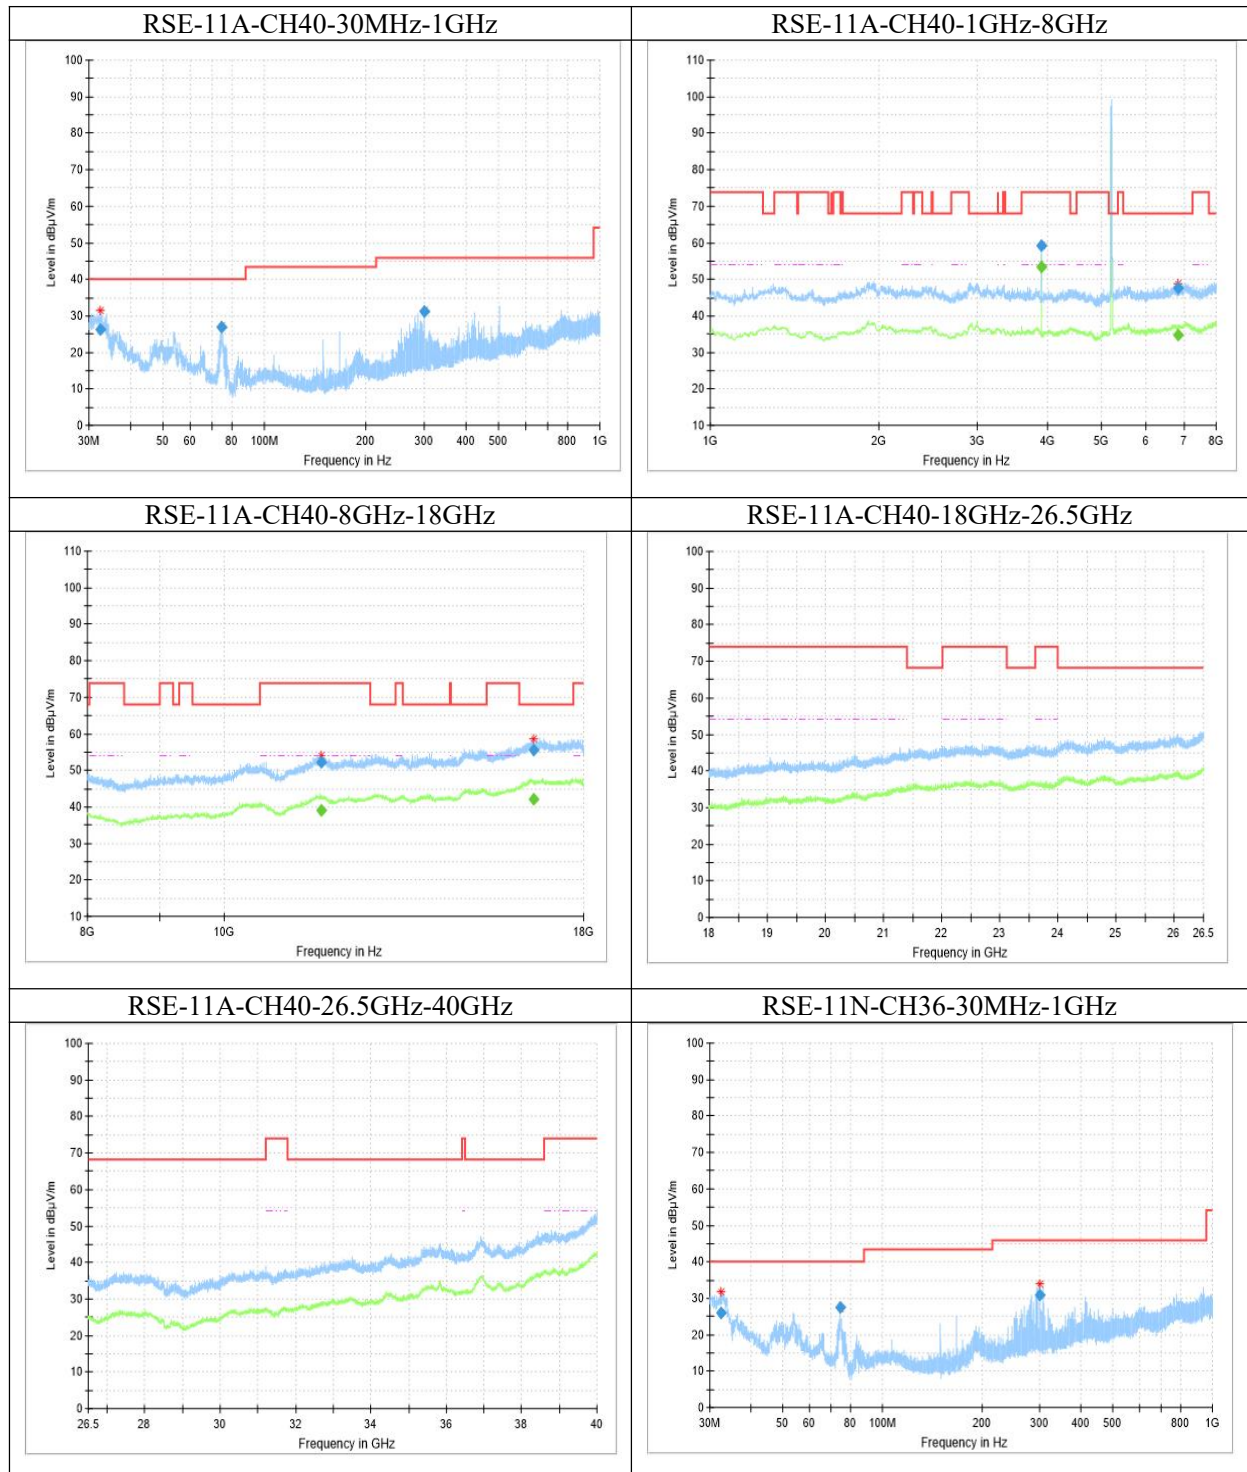 RSE-11A-CH40-30MHz-1GHz
RSE-11A-CH40-1GHz-8GHz
Level in dBµV/m
100
90
80
70
60
50
40
30
20
10
0
30M 50 60 80 100M 200 300 400 500 800 1G
Frequency in Hz
Level in dBµV/m
110
100
90
80
70
60
50
40
30
20
10
1G 2G 3G 4G 5G 6 7 8G
Frequency in Hz
RSE-11A-CH40-8GHz-18GHz
RSE-11A-CH40-18GHz-26.5GHz
Level in dBµV/m
110
100
90
80
70
60
50
40
30
20
10
8G 10G 18G
Frequency in Hz
Level in dBµV/m
100
90
80
70
60
50
40
30
20
10
0
18 19 20 21 22 23 24 25 26 26.5
Frequency in GHz
RSE-11A-CH40-26.5GHz-40GHz
RSE-11N-CH36-30MHz-1GHz
Level in dBµV/m
100
90
80
70
60
50
40
30
20
10
0
26.5 28 30 32 34 36 38 40
Frequency in GHz
Level in dBµV/m
100
90
80
70
60
50
40
30
20
10
0
30M 50 60 80 100M 200 300 400 500 800 1G
Frequency in Hz